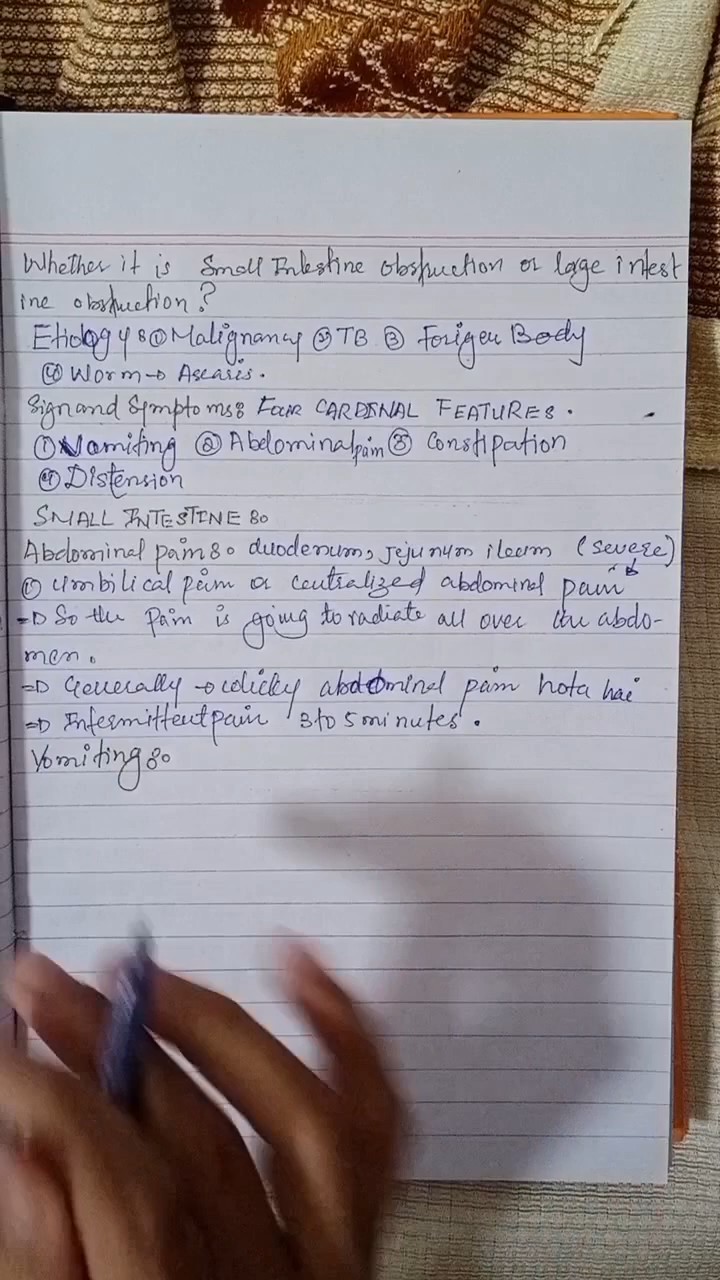 Whether it is Small Intestine obstruction or large intest
ine obstruction?
Etiology: ① Malignancy ② TB ③ Forigen Body
④ Worm → Ascaris.
Sign and Symptoms: FOUR CARDINAL FEATURES.
① Vomiting ② Abdominal pain ③ Constipation
④ Distension
SMALL INTESTINE:
Abdominal pain: duodenum, jejunum ileum (severe)
① Umbilical pain or centralized abdominal pain
⇒ So the pain is going to radiate all over the abdo-
men.
⇒ Generally → colicky abdominal pain hota hai
⇒ Intermittent pain 3 to 5 minutes.
Vomiting: